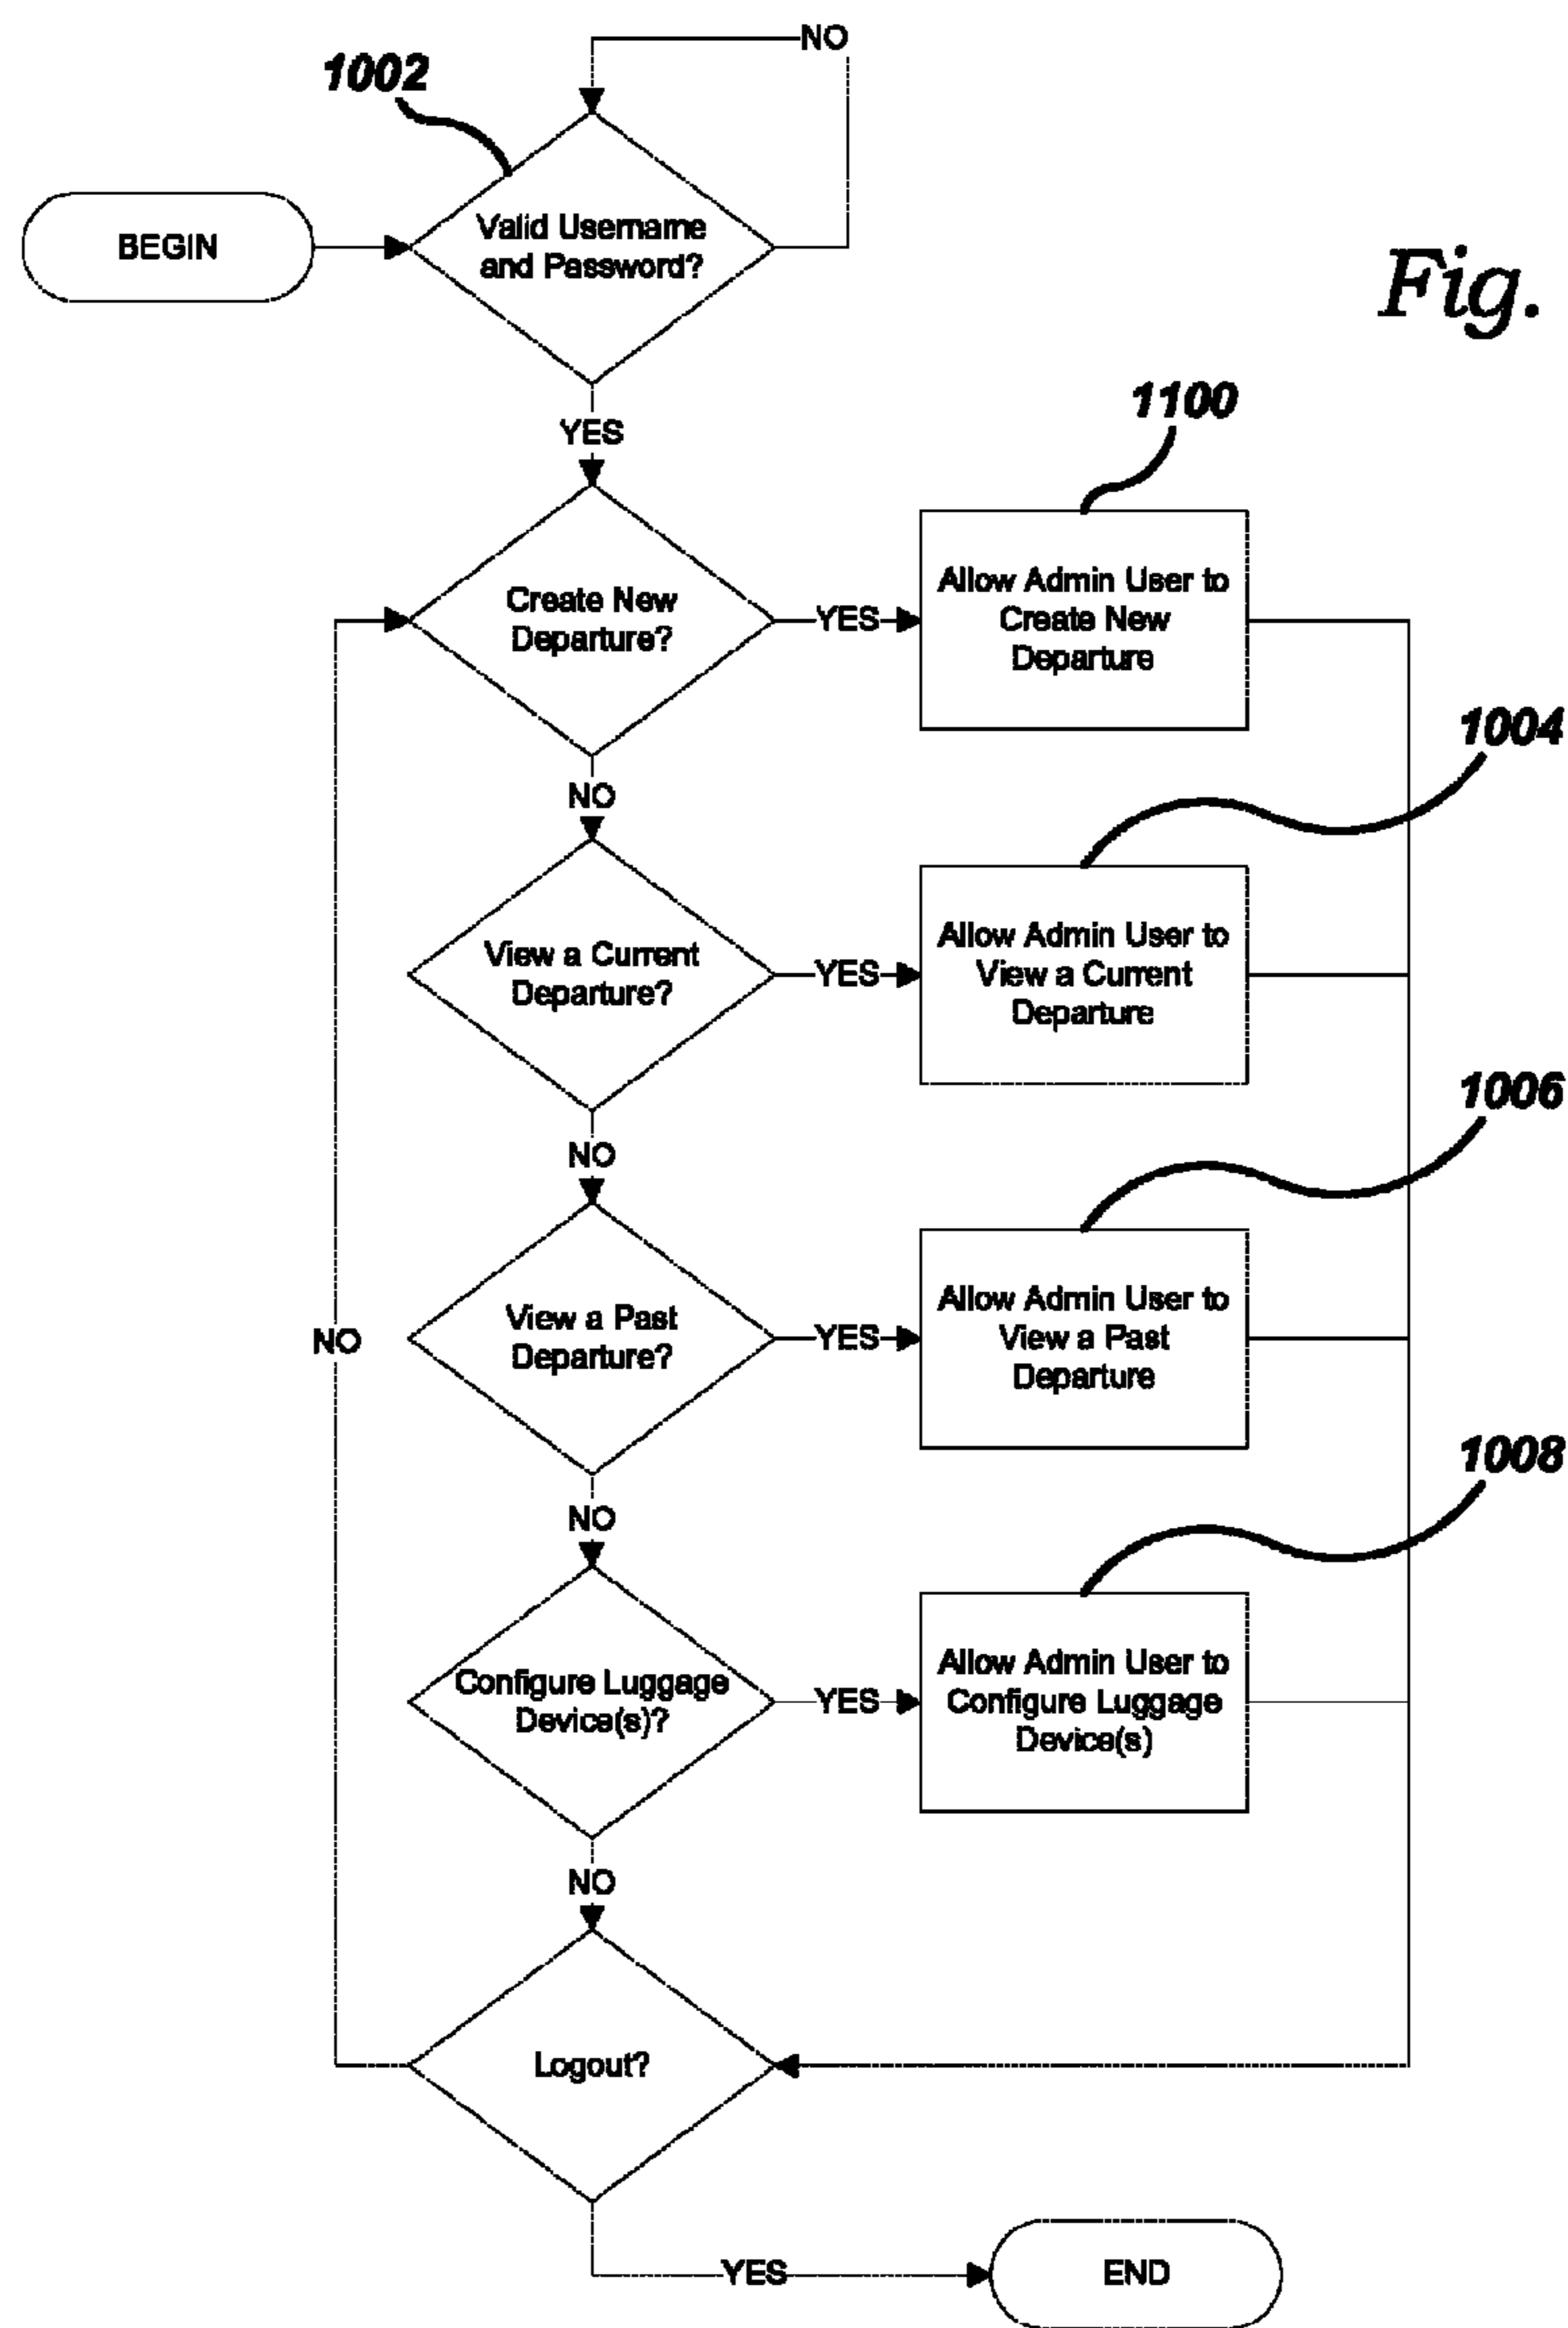 NO
1002
Valid Username
and Password?
BEGIN
Fig.
YES
1100
Create New
Departure?
YES
Allow Admin User to
Create New
Departure
1004
NO
View a Current
Departure?
YES
Allow Admin User to
View a Current
Departure
1006
NO
View a Past
Departure?
YES
Allow Admin User to
View a Past
Departure
NO
1008
NO
Configure Luggage
Device(s)?
YES
Allow Admin User to
Configure Luggage
Device(s)
NO
Logout?
YES
END